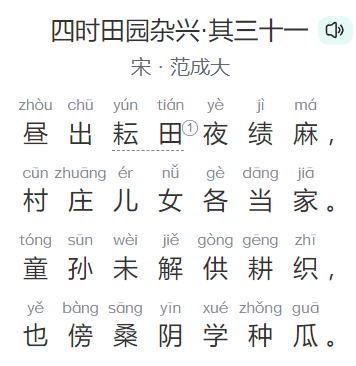 四时田园杂兴·其三十一
宋·范成大
zhòu chū yún tián yè jì má
昼出耘田①夜绩麻，
cūn zhuāng ér nǚ gè dāng jiā
村庄儿女各当家。
tóng sūn wèi jiě gòng gēng zhī
童孙未解供耕织，
yě bàng sāng yīn xué zhǒng guā
也傍桑阴学种瓜。